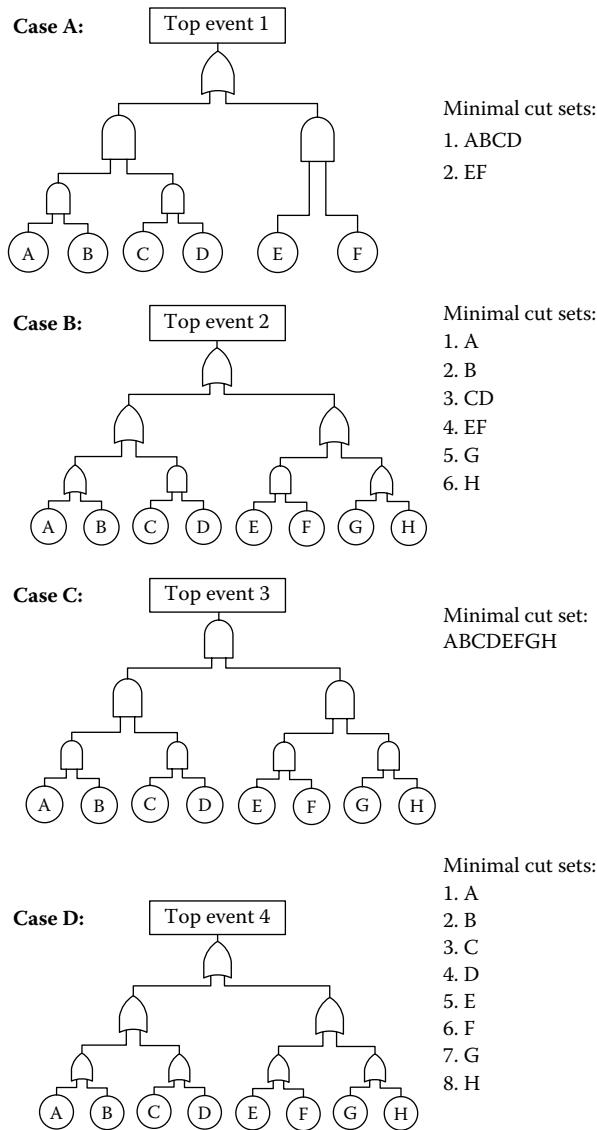 Case A:
Top event 1
Minimal cut sets:
1. ABCD
2. EF
A B C D E F
Case B:
Top event 2
Minimal cut sets:
1. A
2. B
3. CD
4. EF
5. G
6. H
A B C D E F G H
Case C:
Top event 3
Minimal cut set:
ABCDEFGH
A B C D E F G H
Case D:
Top event 4
Minimal cut sets:
1. A
2. B
3. C
4. D
5. E
6. F
7. G
8. H
A B C D E F G H